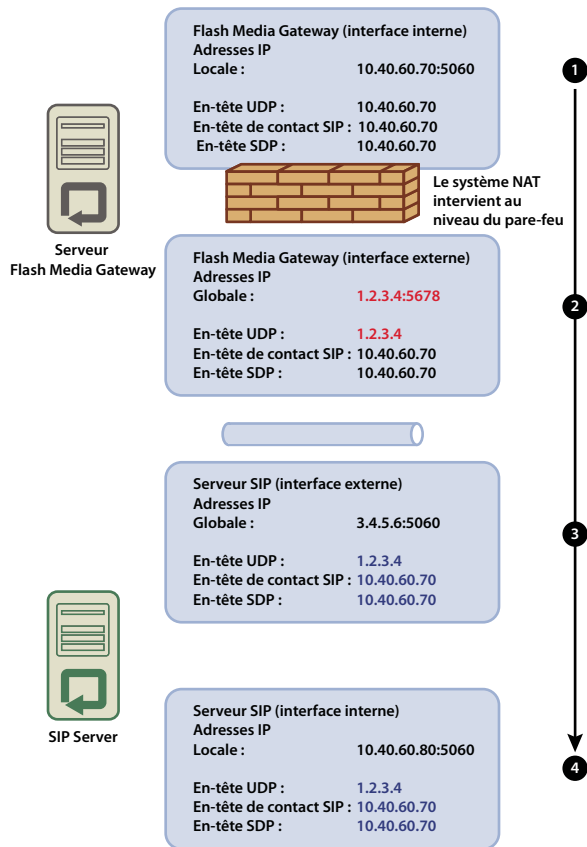 Flash Media Gateway (interface interne)
Adresses IP
Locale : 10.40.60.70:5060
En-tête UDP : 10.40.60.70
En-tête de contact SIP : 10.40.60.70
En-tête SDP : 10.40.60.70
1
Le système NAT
intervient au
niveau du pare-feu
Serveur
Flash Media Gateway
Flash Media Gateway (interface externe)
Adresses IP
Globale : 1.2.3.4:5678
En-tête UDP : 1.2.3.4
En-tête de contact SIP : 10.40.60.70
En-tête SDP : 10.40.60.70
2
Serveur SIP (interface externe)
Adresses IP
Globale : 3.4.5.6:5060
En-tête UDP : 1.2.3.4
En-tête de contact SIP : 10.40.60.70
En-tête SDP : 10.40.60.70
3
SIP Server
Serveur SIP (interface interne)
Adresses IP
Locale : 10.40.60.80:5060
En-tête UDP : 1.2.3.4
En-tête de contact SIP : 10.40.60.70
En-tête SDP : 10.40.60.70
4